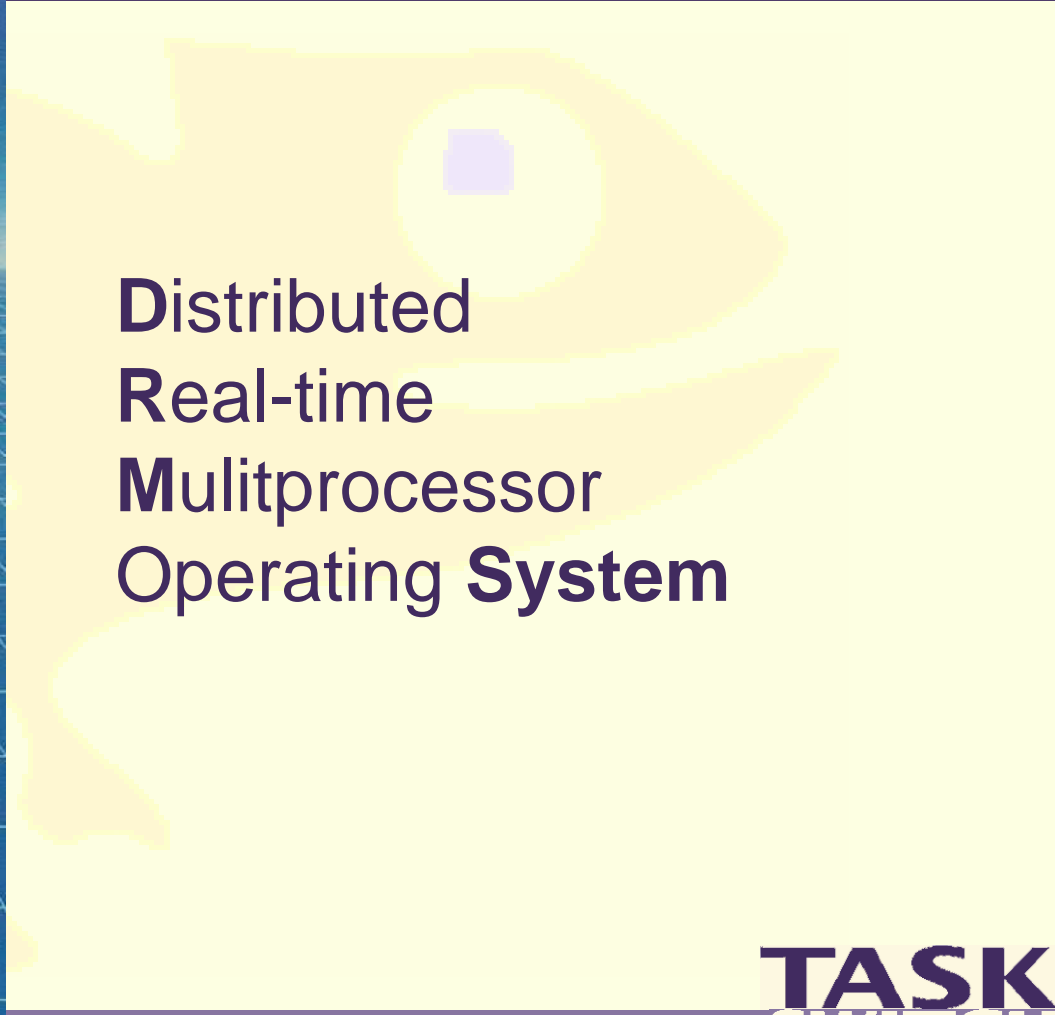 Distributed
Real-time
Mulitprocessor
Operating System
TASK